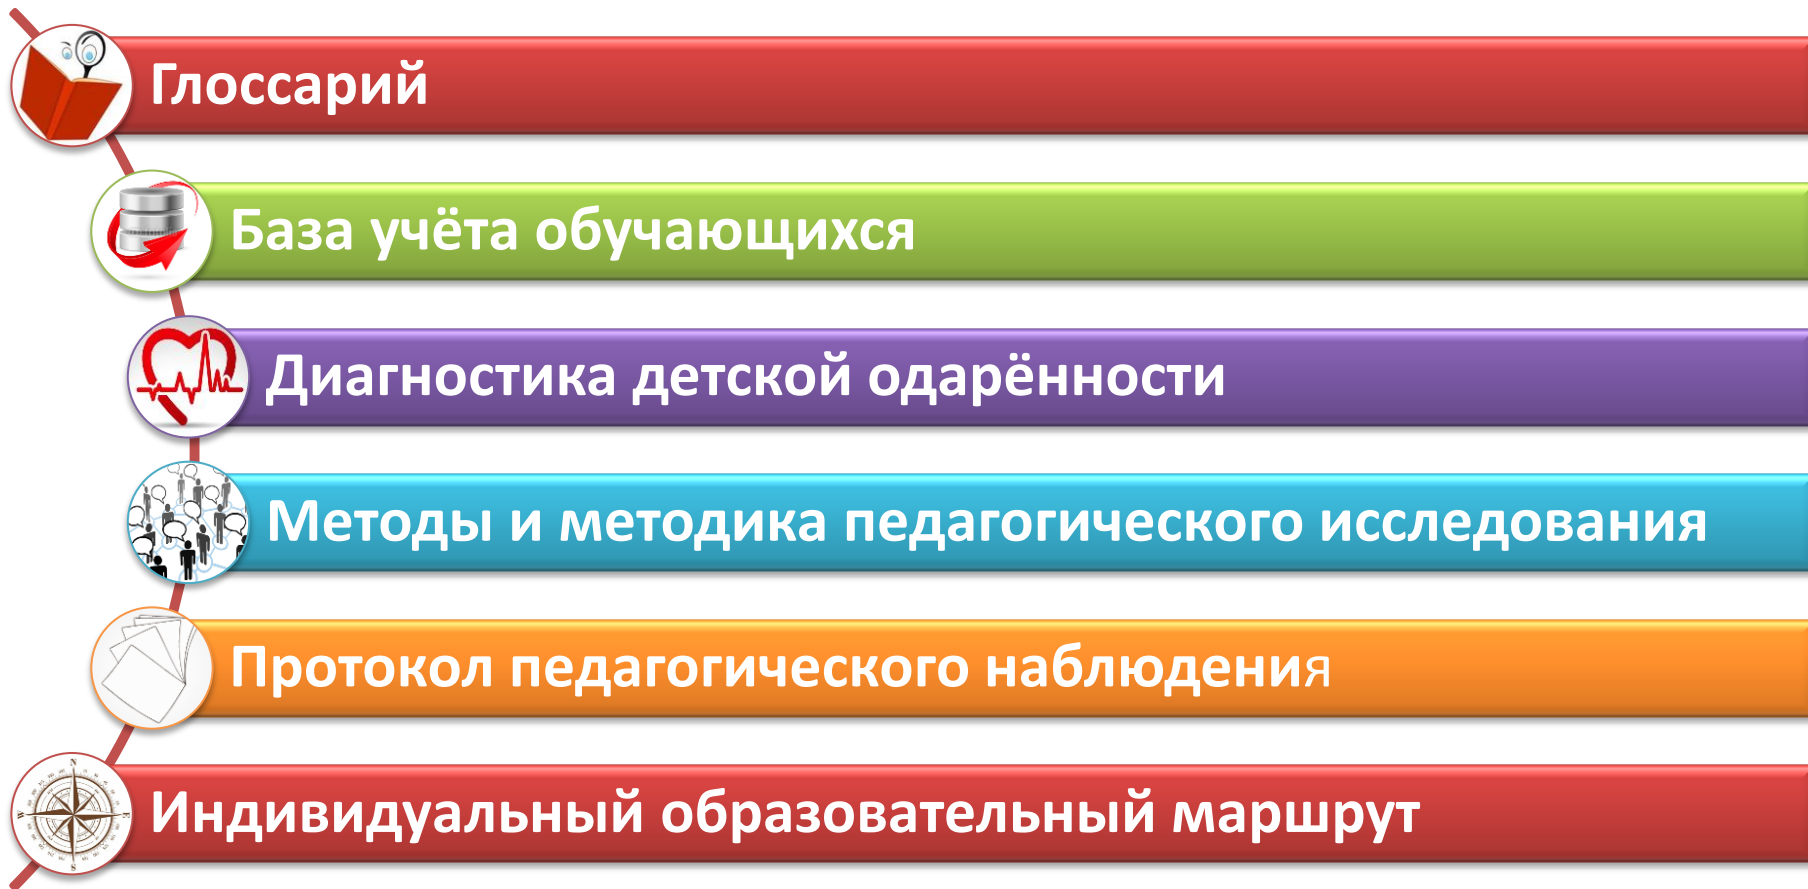 Глоссарий
База учёта обучающихся
Диагностика детской одарённости
Методы и методика педагогического исследования
Протокол педагогического наблюдения
Индивидуальный образовательный маршрут
N
W
E
S